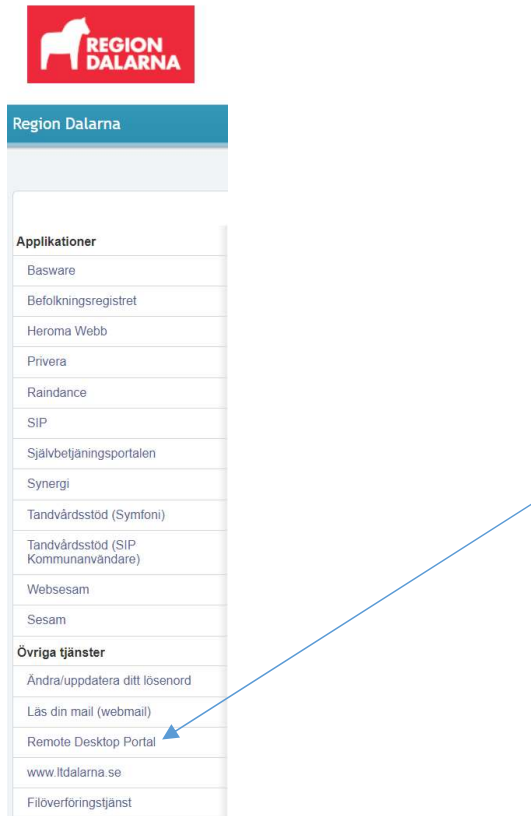 REGION
DALARNA
Region Dalarna
Applikationer
Basware
Befolkningsregistret
Heroma Webb
Privera
Raindance
SIP
Självbetjäningsportalen
Synergi
Tandvårdsstöd (Symfoni)
Tandvårdsstöd (SIP
Kommunanvändare)
Websesam
Sesam
Övriga tjänster
Ändra/uppdatera ditt lösenord
Läs din mail (webmail)
Remote Desktop Portal
www.ltdalarna.se
Filöverföringstjänst